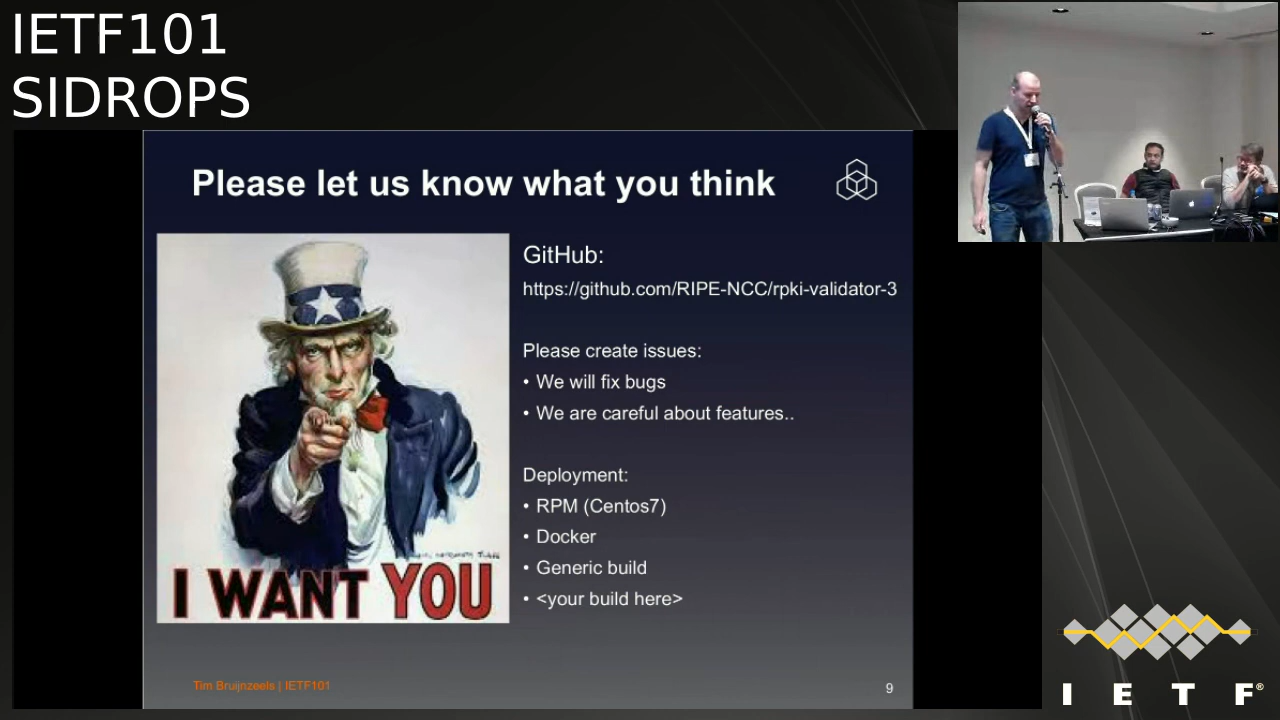 IETF101
SIDROPS
Please let us know what you think
GitHub:
https://github.com/RIPE-NCC/rpki-validator-3
Please create issues:
• We will fix bugs
• We are careful about features..
Deployment:
• RPM (Centos7)
• Docker
• Generic build
• <your build here>
I WANT YOU
Tim Bruijnzeels | IETF101
9
I E T F®